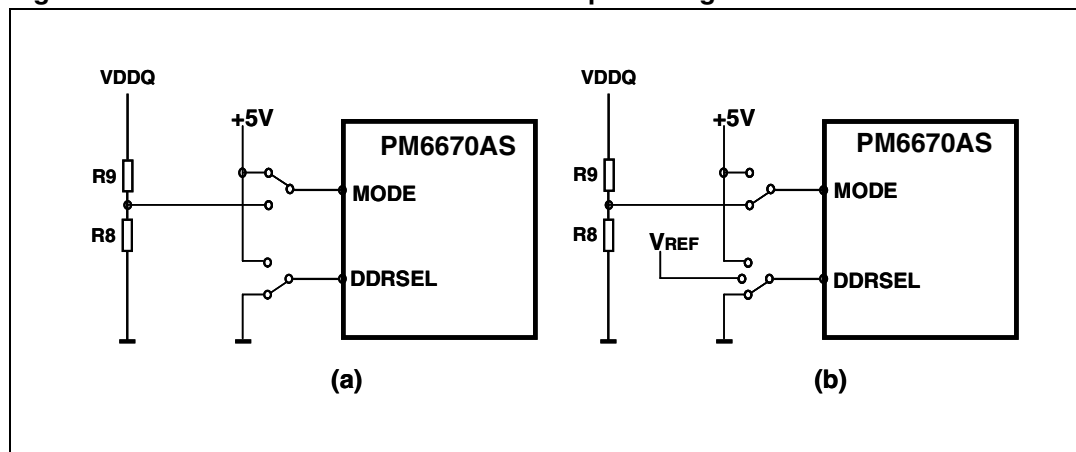 VDDQ
+5V
PM6670AS
R9
MODE
R8
DDRSEL
(a)
VDDQ
+5V
PM6670AS
R9
MODE
R8
VREF
DDRSEL
(b)